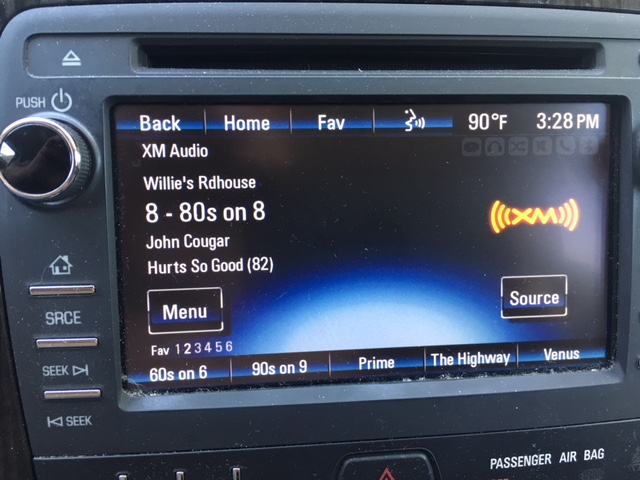 PUSH
Back Home Fav 90°F 3:28 PM
XM Audio
Willie's Rdhouse
8 - 80s on 8
XM
John Cougar
Hurts So Good (82)
Menu
Source
Fav 1 2 3 4 5 6
60s on 6 90s on 9 Prime The Highway Venus
SRCE
SEEK
SEEK
PASSENGER AIR BAG